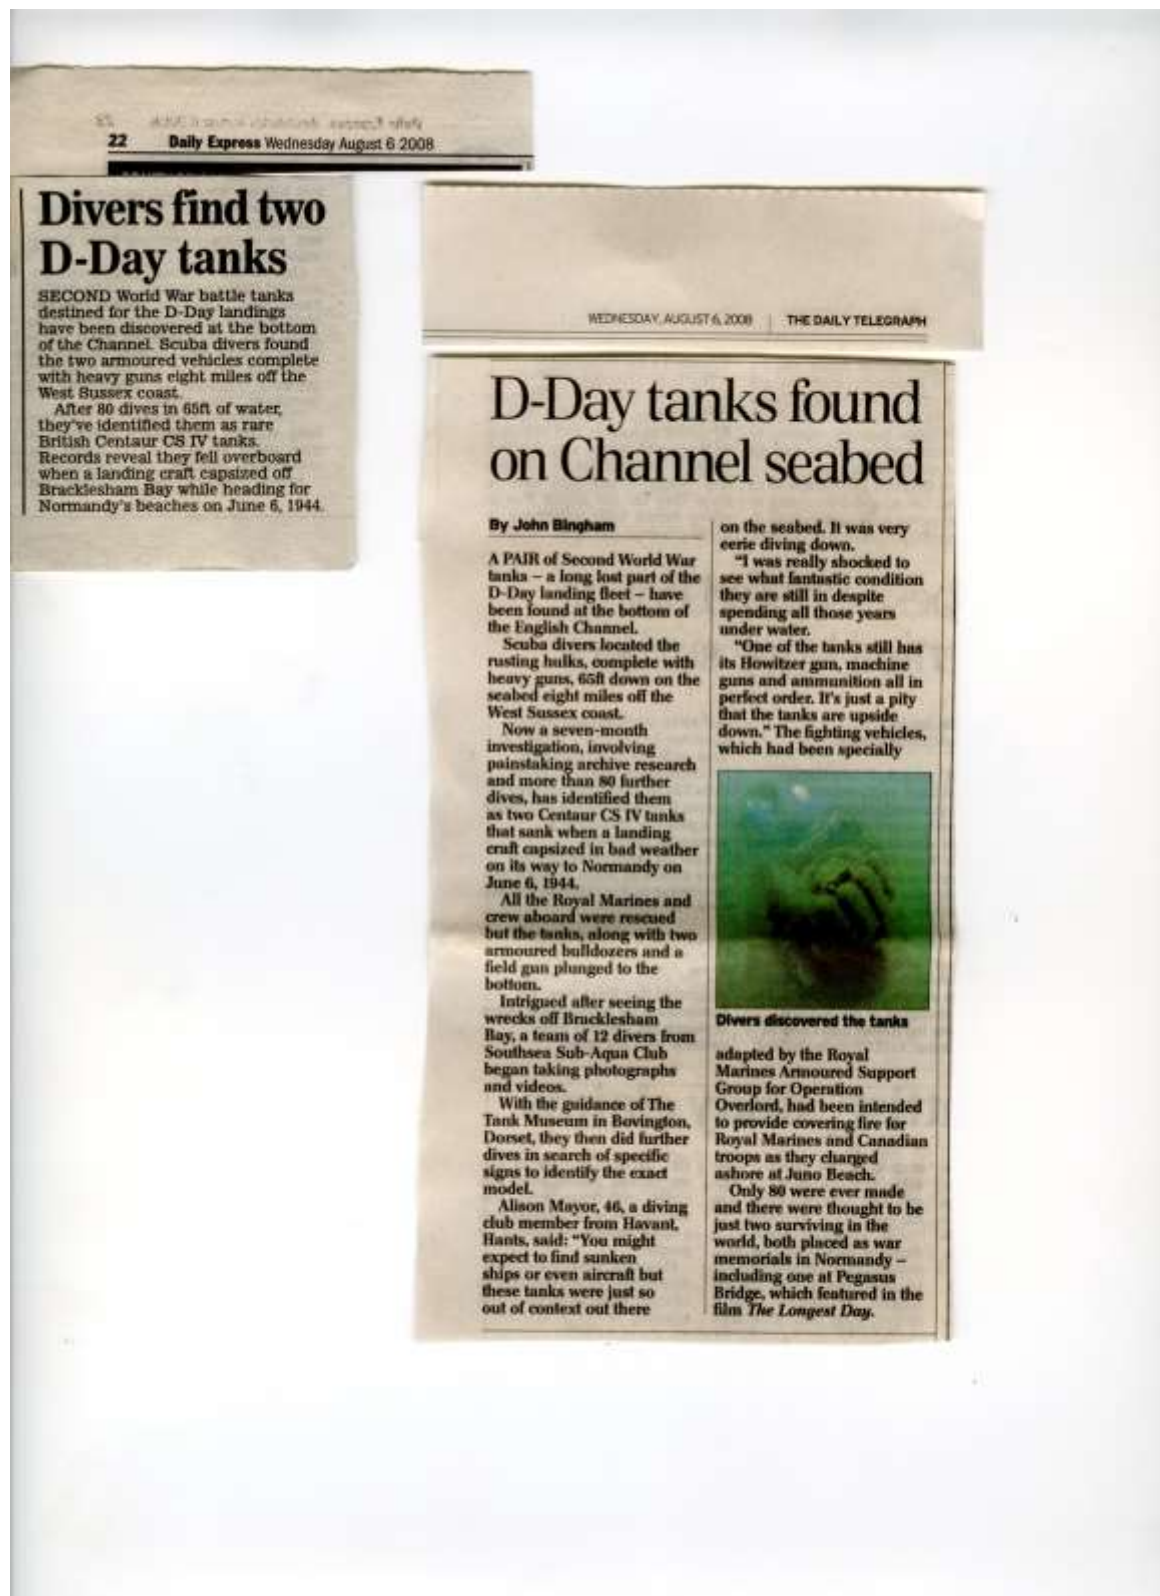 22 Daily Express Wednesday August 6 2008
Divers find two
D-Day tanks
SECOND World War battle tanks
destined for the D-Day landings
have been discovered at the bottom
of the Channel. Scuba divers found
the two armoured vehicles complete
with heavy guns eight miles off the
West Sussex coast.
After 80 dives in 65ft of water,
they've identified them as rare
British Centaur CS IV tanks.
Records reveal they fell overboard
when a landing craft capsized off
Bracklesham Bay while heading for
Normandy's beaches on June 6, 1944.
WEDNESDAY, AUGUST 6, 2008 | THE DAILY TELEGRAPH
D-Day tanks found
on Channel seabed
By John Bingham
A PAIR of Second World War
tanks – a long lost part of the
D-Day landing fleet – have
been found at the bottom of
the English Channel.
Scuba divers located the
rusting hulks, complete with
heavy guns, 65ft down on the
seabed eight miles off the
West Sussex coast.
Now a seven-month
investigation, involving
painstaking archive research
and more than 80 further
dives, has identified them
as two Centaur CS IV tanks
that sank when a landing
craft capsized in bad weather
on its way to Normandy on
June 6, 1944.
All the Royal Marines and
crew aboard were rescued
but the tanks, along with two
armoured bulldozers and a
field gun plunged to the
bottom.
Intrigued after seeing the
wrecks off Bracklesham
Bay, a team of 12 divers from
Southsea Sub-Aqua Club
began taking photographs
and videos.
With the guidance of The
Tank Museum in Bovington,
Dorset, they then did further
dives in search of specific
signs to identify the exact
model.
Alison Mayor, 46, a diving
club member from Havant,
Hants, said: "You might
expect to find sunken
ships or even aircraft but
these tanks were just so
out of context out there
on the seabed. It was very
eerie diving down.
"I was really shocked to
see what fantastic condition
they are still in despite
spending all those years
under water.
"One of the tanks still has
its Howitzer gun, machine
guns and ammunition all in
perfect order. It's just a pity
that the tanks are upside
down." The fighting vehicles,
which had been specially
Divers discovered the tanks
adapted by the Royal
Marines Armoured Support
Group for Operation
Overlord, had been intended
to provide covering fire for
Royal Marines and Canadian
troops as they charged
ashore at Juno Beach.
Only 80 were ever made
and there were thought to be
just two surviving in the
world, both placed as war
memorials in Normandy –
including one at Pegasus
Bridge, which featured in the
film The Longest Day.